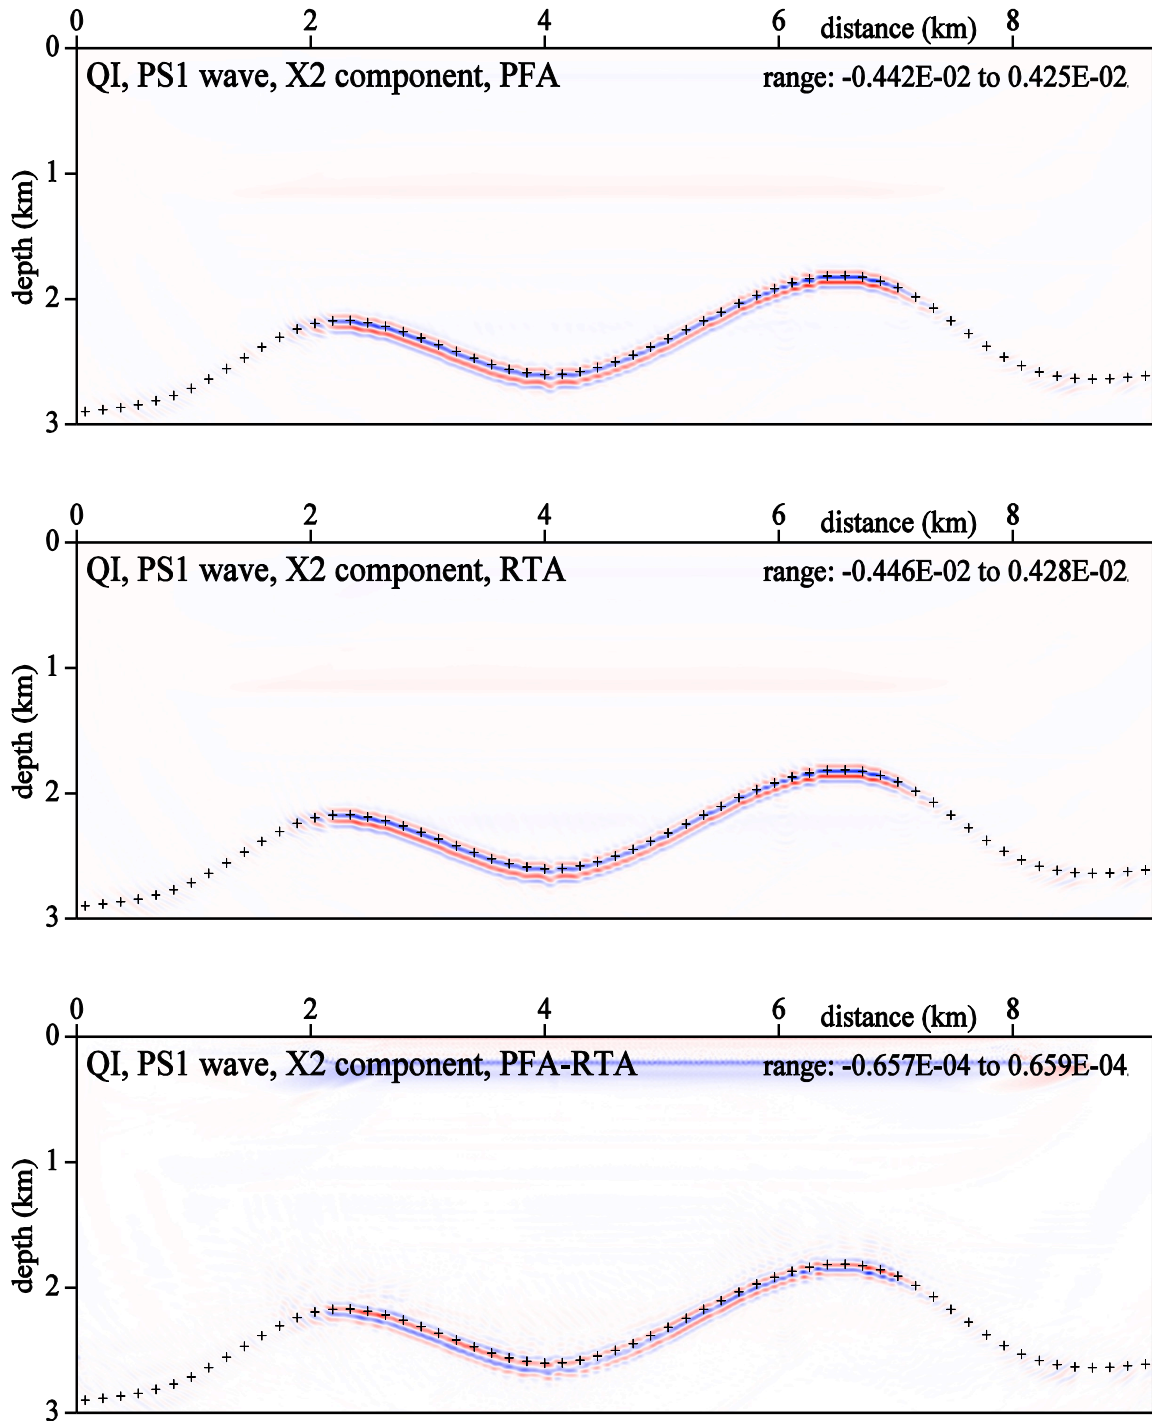 0 2 4 6 distance (km) 8
0
QI, PS1 wave, X2 component, PFA range: -0.442E-02 to 0.425E-02
1
depth (km)
2
3
0 2 4 6 distance (km) 8
0
QI, PS1 wave, X2 component, RTA range: -0.446E-02 to 0.428E-02
1
depth (km)
2
3
0 2 4 6 distance (km) 8
0
QI, PS1 wave, X2 component, PFA-RTA range: -0.657E-04 to 0.659E-04
1
depth (km)
2
3